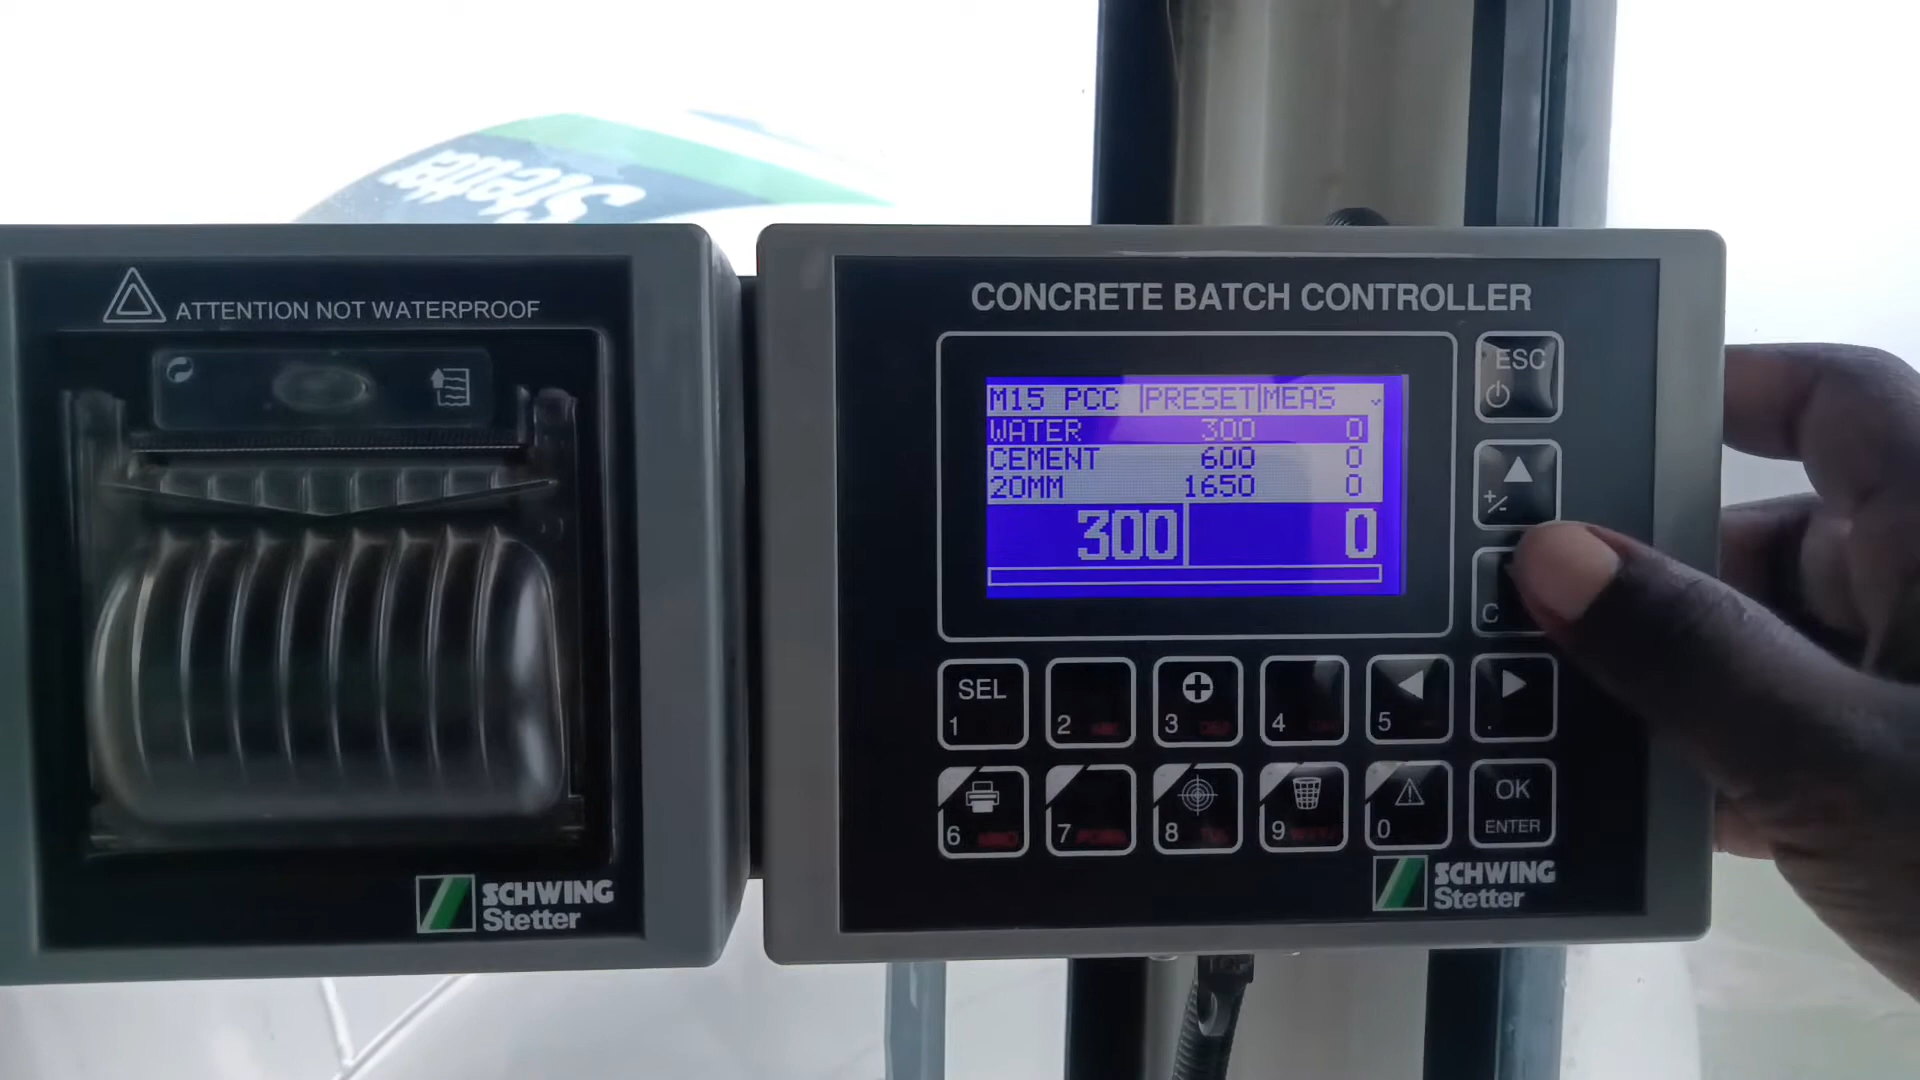 Stetter
ATTENTION NOT WATERPROOF
SCHWING
Stetter
CONCRETE BATCH CONTROLLER
M15 PCC |PRESET|MEAS
WATER 300 0
CEMENT 600 0
20MM 1650 0
300 0
ESC
+/-
C
SEL
1
2
3
4
5
.
6
7
8
9
0
OK
ENTER
SCHWING
Stetter